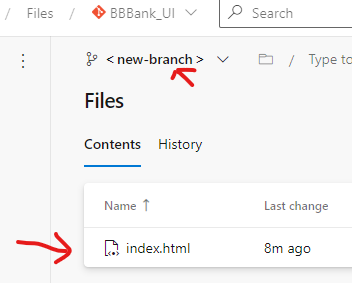 / Files / BBBank_UI Search
< new-branch > / Type to
Files
Contents History
Name ↑ Last change
index.html 8m ago